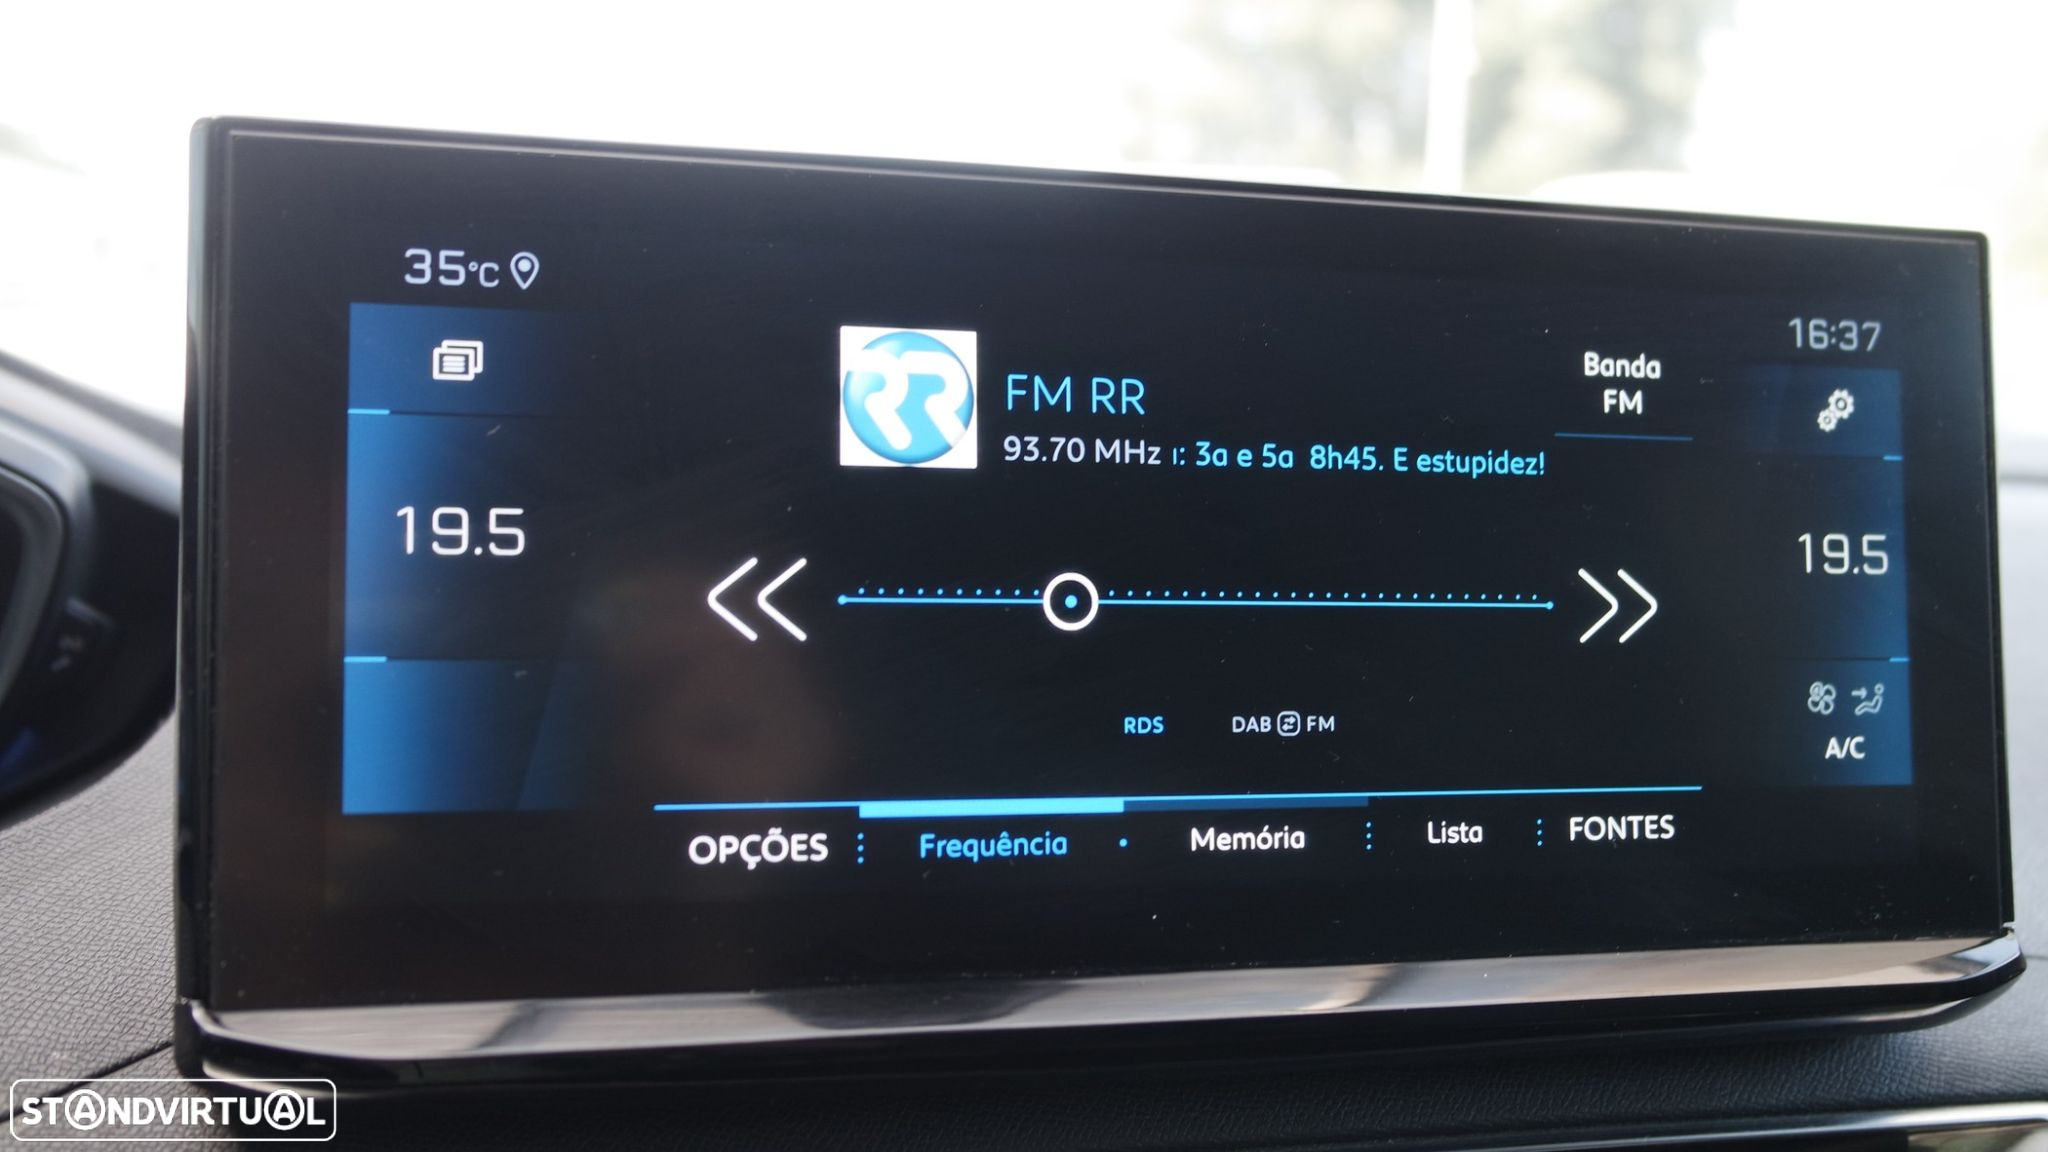 35°C
16:37
RR
FM RR
Banda
FM
93.70 MHz : 3a e 5a 8h45. E estupidez!
19.5
19.5
RDS
DAB FM
A/C
OPÇÕES
Frequência
Memória
Lista
FONTES
STANDVIRTUAL